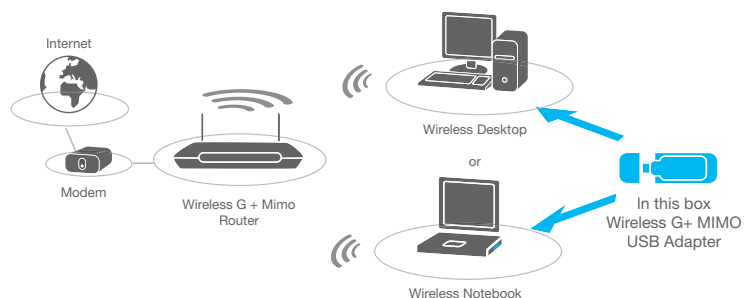 Internet
Modem
Wireless G + Mimo
Router
Wireless Desktop
or
Wireless Notebook
In this box
Wireless G+ MIMO
USB Adapter